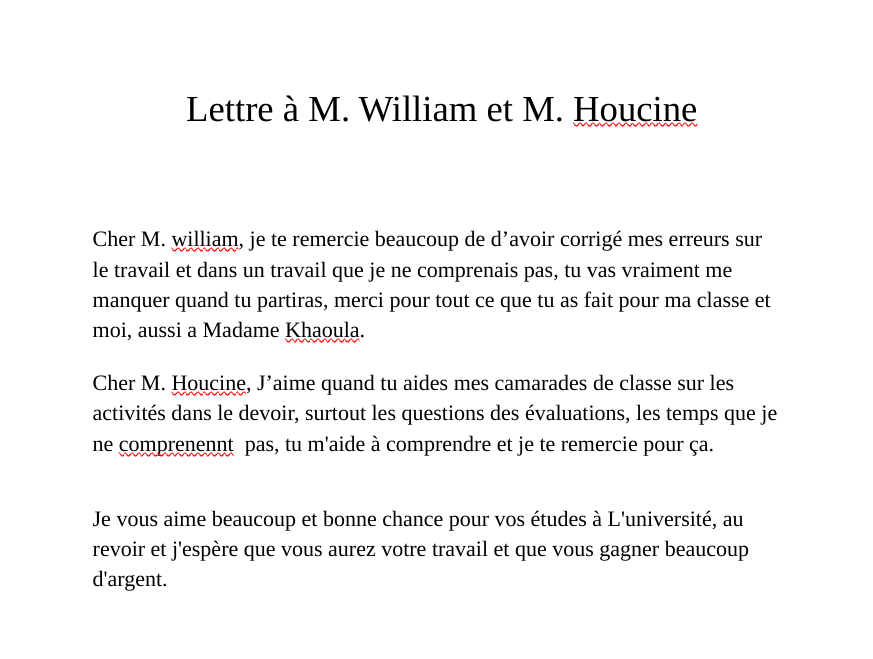 Lettre à M. William et M. Houcine
Cher M. william, je te remercie beaucoup de d’avoir corrigé mes erreurs sur
le travail et dans un travail que je ne comprenais pas, tu vas vraiment me
manquer quand tu partiras, merci pour tout ce que tu as fait pour ma classe et
moi, aussi a Madame Khaoula.
Cher M. Houcine, J’aime quand tu aides mes camarades de classe sur les
activités dans le devoir, surtout les questions des évaluations, les temps que je
ne comprenennt  pas, tu m'aide à comprendre et je te remercie pour ça.
Je vous aime beaucoup et bonne chance pour vos études à L'université, au
revoir et j'espère que vous aurez votre travail et que vous gagner beaucoup
d'argent.